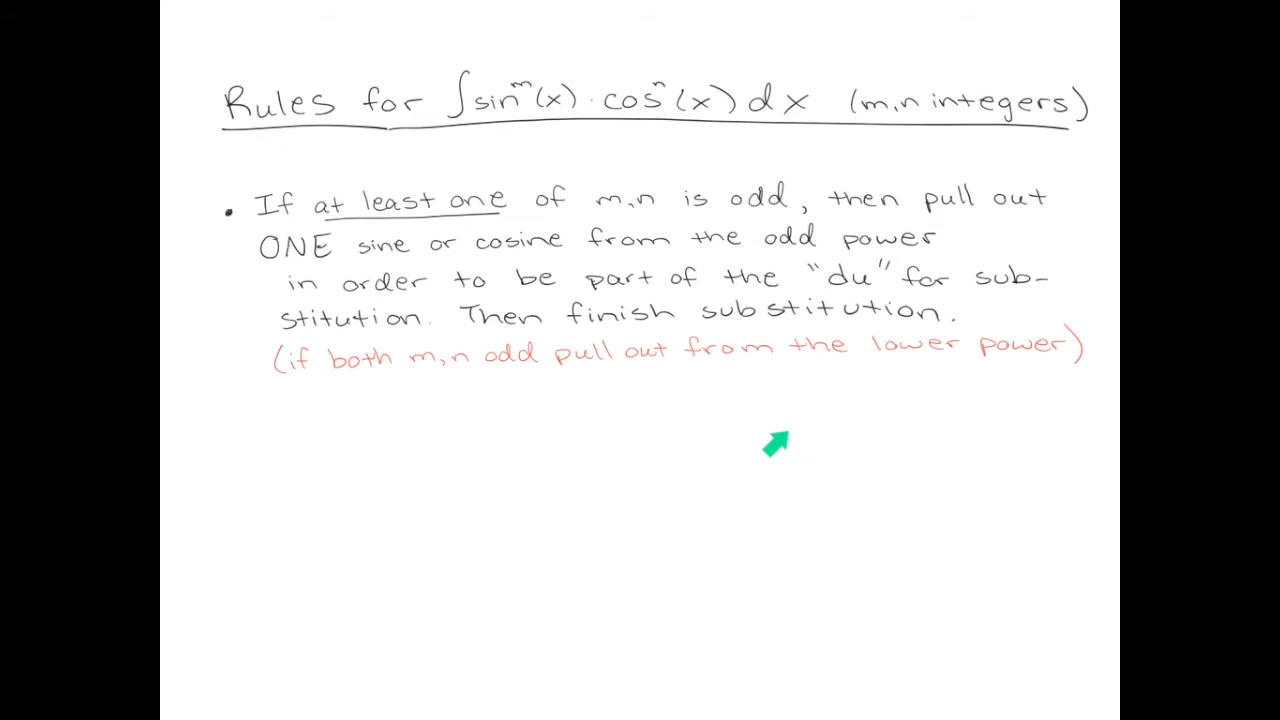 Rules for ∫sin^m(x)·cos^n(x)dx (m,n integers)
• If at least one of m,n is odd, then pull out
ONE sine or cosine from the odd power
in order to be part of the "du" for sub-
stitution. Then finish substitution.
(if both m,n odd pull out from the lower power)